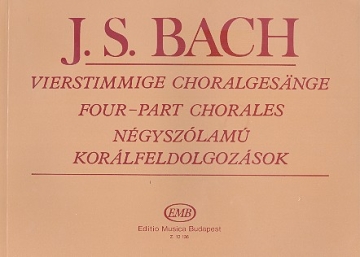 J. S. BACH
VIERSTIMMIGE CHORALGESÄNGE
FOUR-PART CHORALES
NÉGYSZÓLAMÚ
KORÁLFELDOLGOZÁSOK
EMB
Editio Musica Budapest